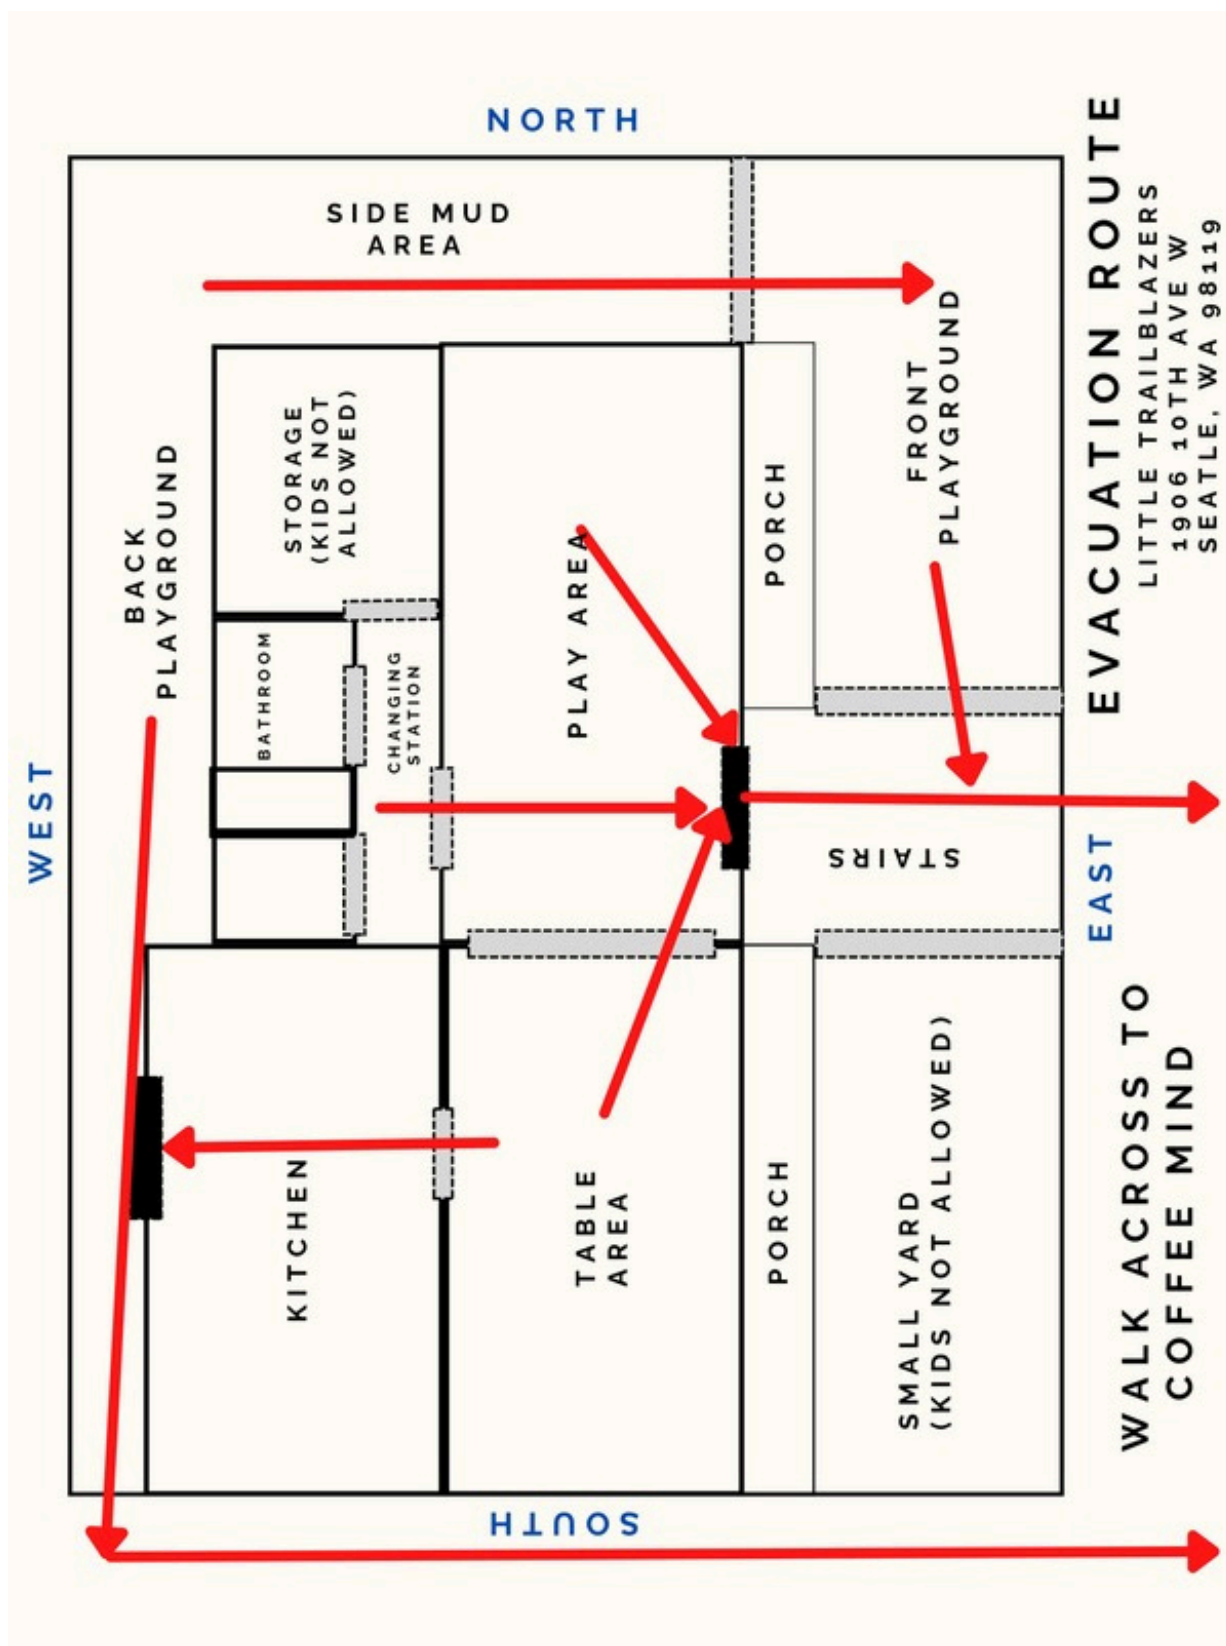 NORTH
SIDE MUD
AREA
EVACUATION ROUTE
LITTLE TRAILBLAZERS
1906 10TH AVE W
SEATLE, WA 98119
BACK
PLAYGROUND
STORAGE
(KIDS NOT
ALLOWED)
BATHROOM
CHANGING
STATION
PLAY AREA
PORCH
FRONT
PLAYGROUND
WEST
STAIRS
EAST
KITCHEN
TABLE
AREA
PORCH
SMALL YARD
(KIDS NOT ALLOWED)
WALK ACROSS TO
COFFEE MIND
SOUTH